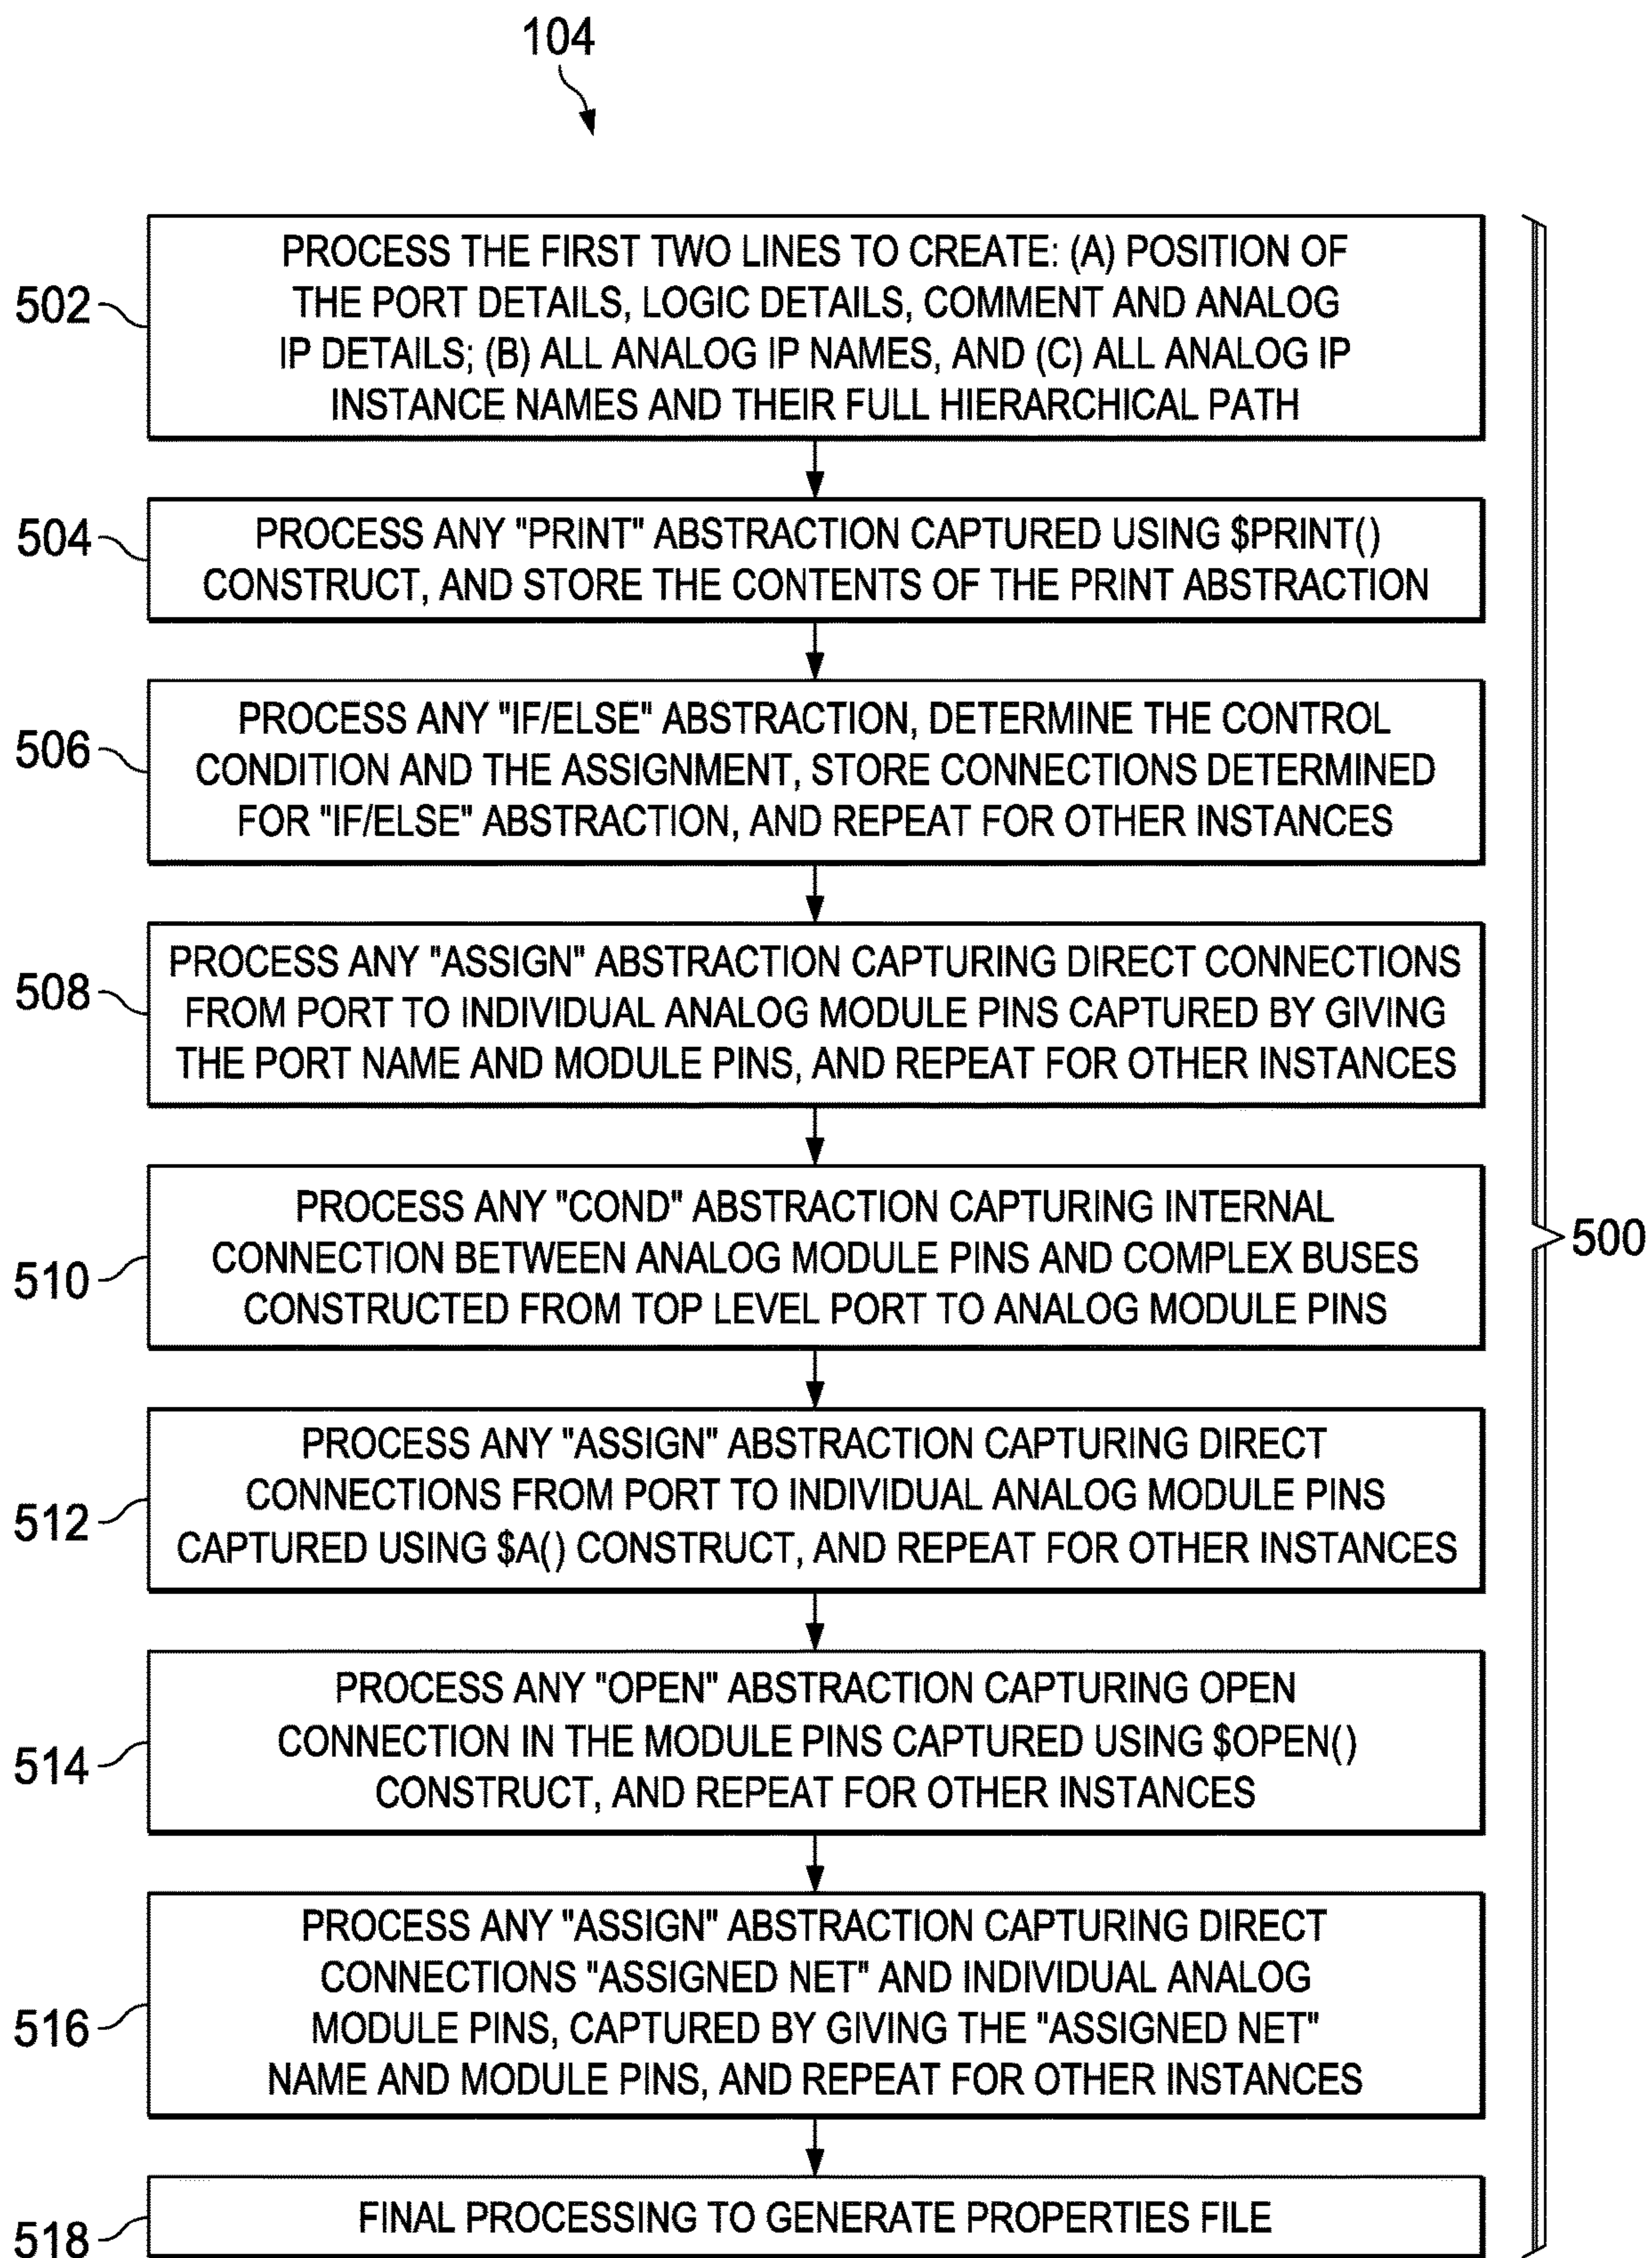 104
PROCESS THE FIRST TWO LINES TO CREATE: (A) POSITION OF
THE PORT DETAILS, LOGIC DETAILS, COMMENT AND ANALOG
IP DETAILS; (B) ALL ANALOG IP NAMES, AND (C) ALL ANALOG IP
INSTANCE NAMES AND THEIR FULL HIERARCHICAL PATH
502
PROCESS ANY "PRINT" ABSTRACTION CAPTURED USING $PRINT()
CONSTRUCT, AND STORE THE CONTENTS OF THE PRINT ABSTRACTION
504
PROCESS ANY "IF/ELSE" ABSTRACTION, DETERMINE THE CONTROL
CONDITION AND THE ASSIGNMENT, STORE CONNECTIONS DETERMINED
FOR "IF/ELSE" ABSTRACTION, AND REPEAT FOR OTHER INSTANCES
506
PROCESS ANY "ASSIGN" ABSTRACTION CAPTURING DIRECT CONNECTIONS
FROM PORT TO INDIVIDUAL ANALOG MODULE PINS CAPTURED BY GIVING
THE PORT NAME AND MODULE PINS, AND REPEAT FOR OTHER INSTANCES
508
PROCESS ANY "COND" ABSTRACTION CAPTURING INTERNAL
CONNECTION BETWEEN ANALOG MODULE PINS AND COMPLEX BUSES
CONSTRUCTED FROM TOP LEVEL PORT TO ANALOG MODULE PINS
510
500
PROCESS ANY "ASSIGN" ABSTRACTION CAPTURING DIRECT
CONNECTIONS FROM PORT TO INDIVIDUAL ANALOG MODULE PINS
CAPTURED USING $A() CONSTRUCT, AND REPEAT FOR OTHER INSTANCES
512
PROCESS ANY "OPEN" ABSTRACTION CAPTURING OPEN
CONNECTION IN THE MODULE PINS CAPTURED USING $OPEN()
CONSTRUCT, AND REPEAT FOR OTHER INSTANCES
514
PROCESS ANY "ASSIGN" ABSTRACTION CAPTURING DIRECT
CONNECTIONS "ASSIGNED NET" AND INDIVIDUAL ANALOG
MODULE PINS, CAPTURED BY GIVING THE "ASSIGNED NET"
NAME AND MODULE PINS, AND REPEAT FOR OTHER INSTANCES
516
FINAL PROCESSING TO GENERATE PROPERTIES FILE
518